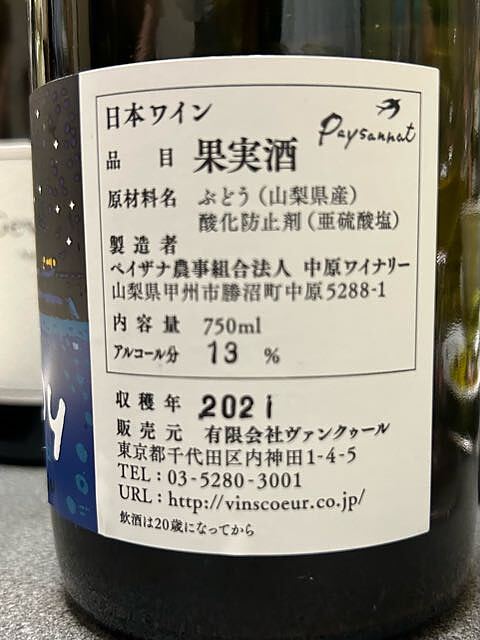 日本ワイン
Paysannat
品 目 果実酒
原材料名 ぶどう（山梨県産）
酸化防止剤（亜硫酸塩）
製造者
ペイザナ農事組合法人 中原ワイナリー
山梨県甲州市勝沼町中原5288-1
内容量 750ml
アルコール分 13 %
収穫年 2021
販売元 有限会社ヴァンクゥール
東京都千代田区内神田1-4-5
TEL：03-5280-3001
URL：http://vinscoeur.co.jp/
飲酒は20歳になってから